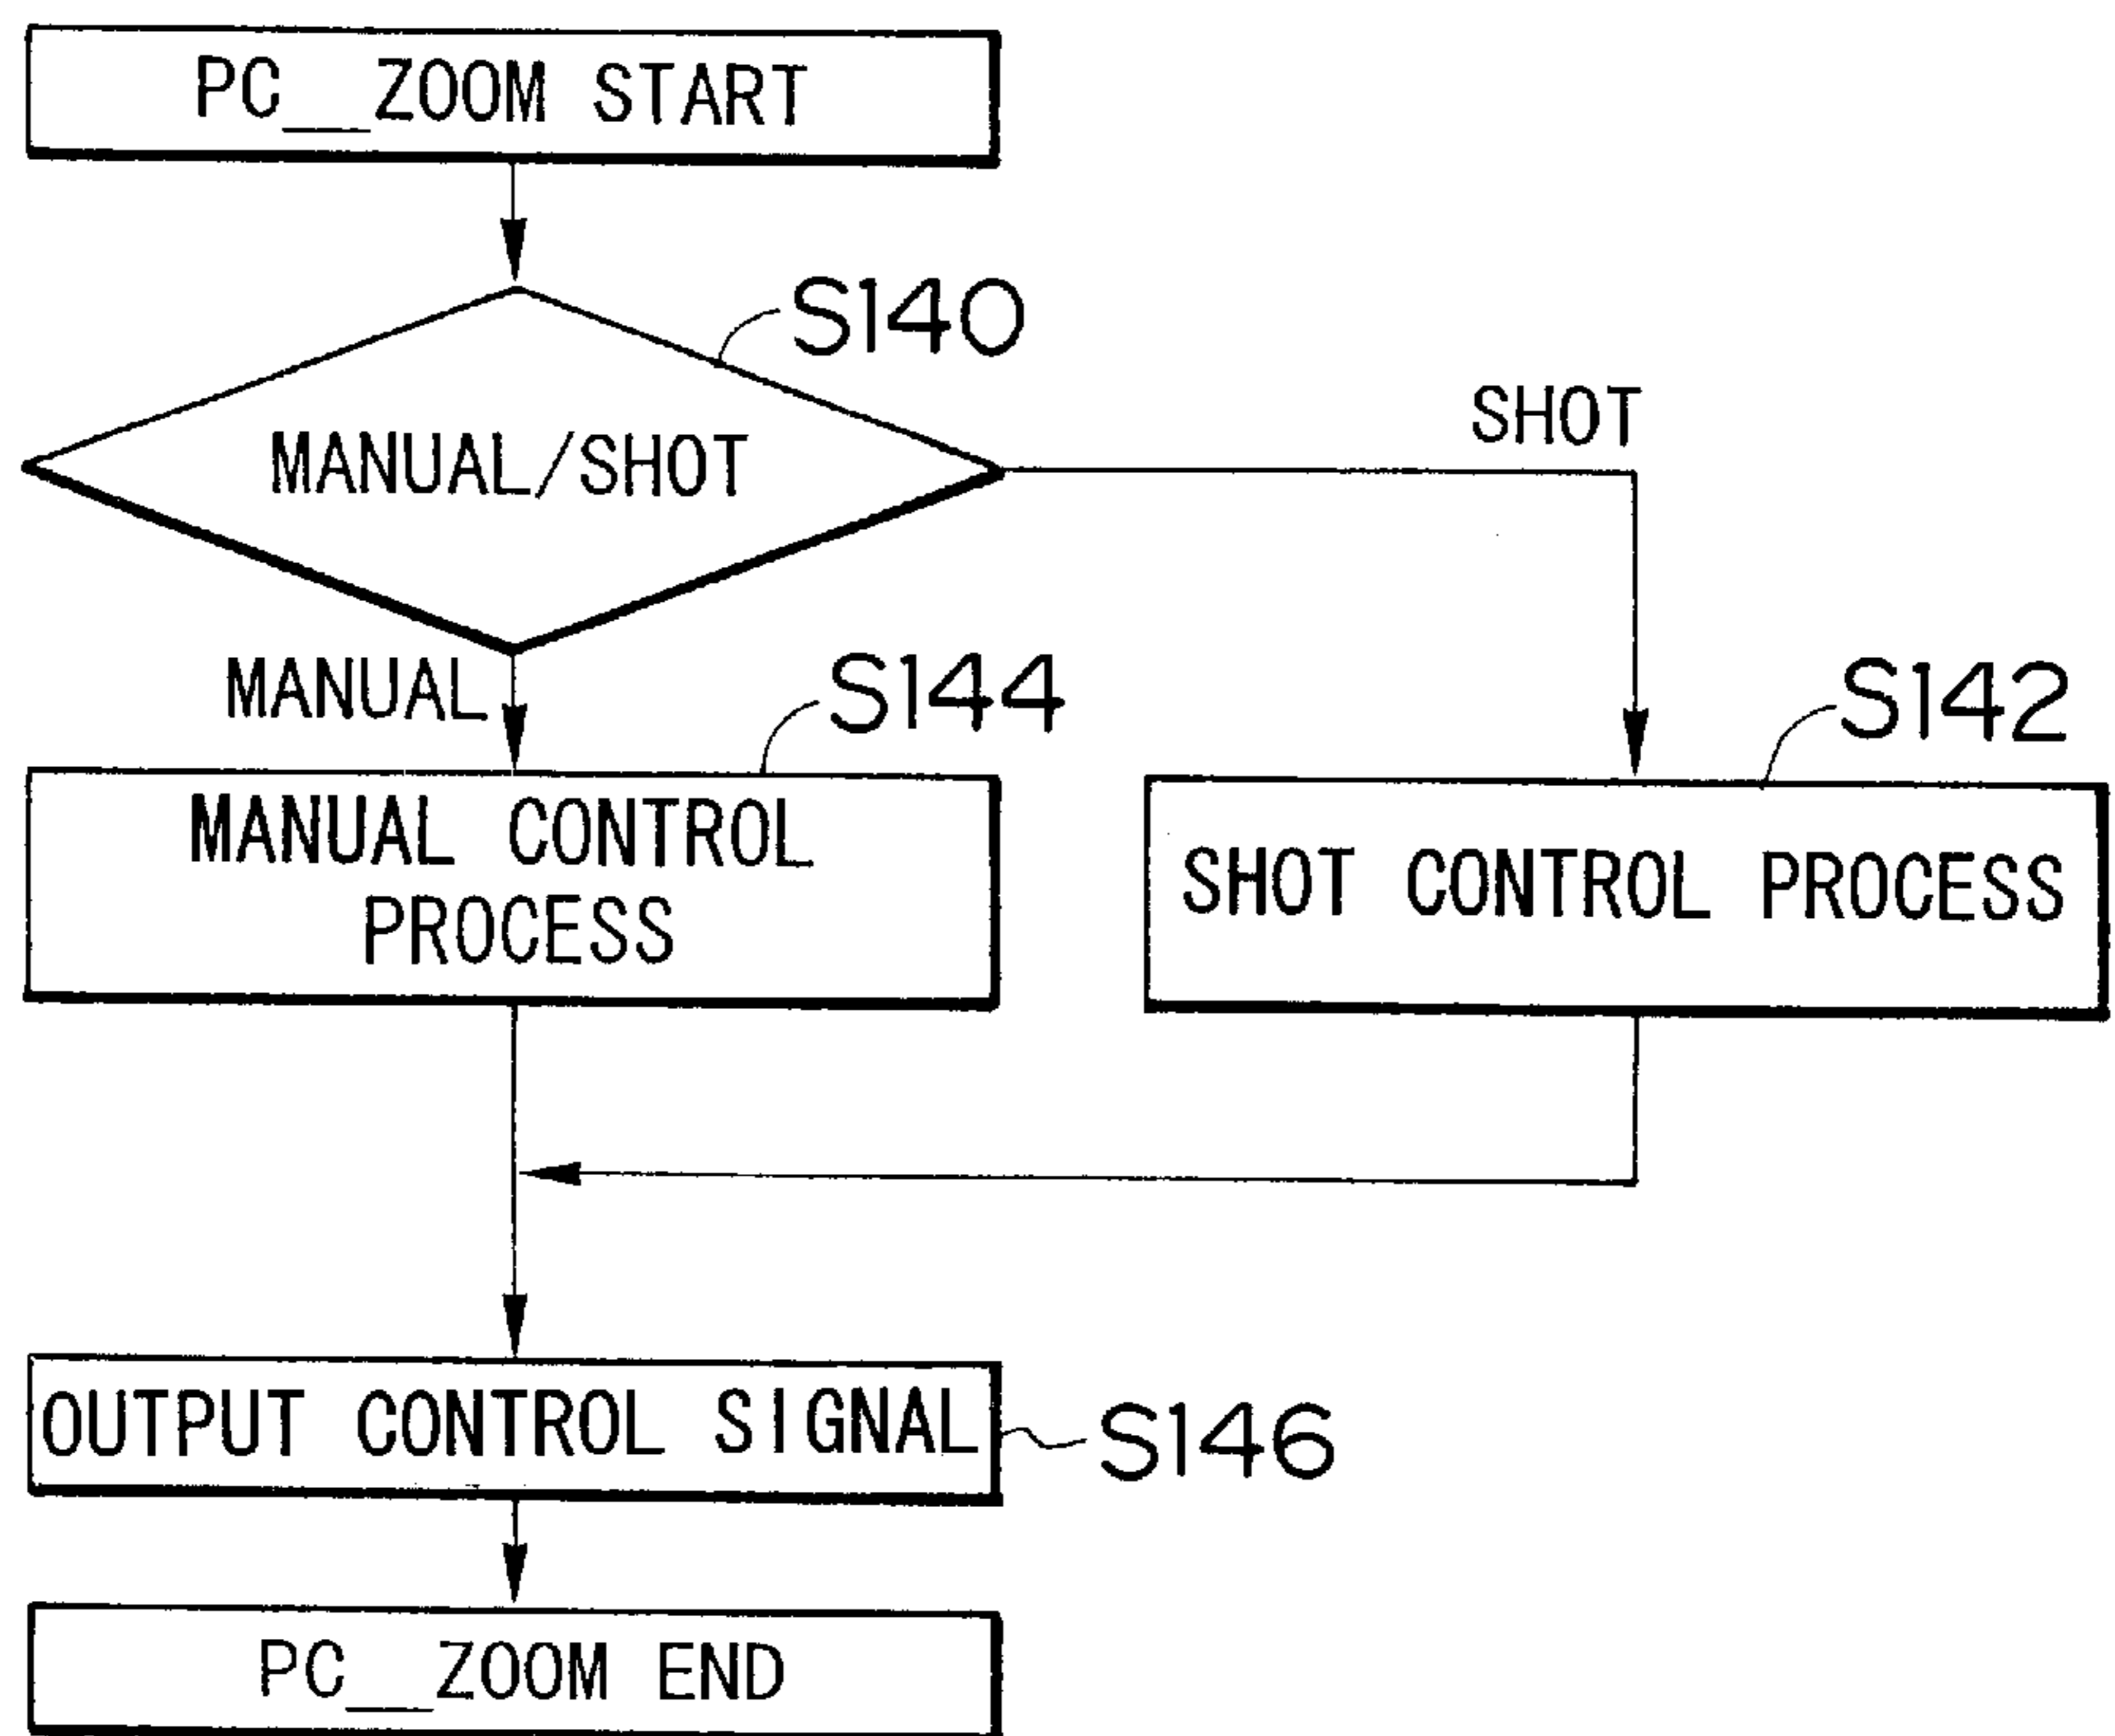 PC__ZOOM START
S140
MANUAL/SHOT
SHOT
MANUAL
S144
S142
MANUAL CONTROL
PROCESS
SHOT CONTROL PROCESS
OUTPUT CONTROL SIGNAL
S146
PC__ZOOM END